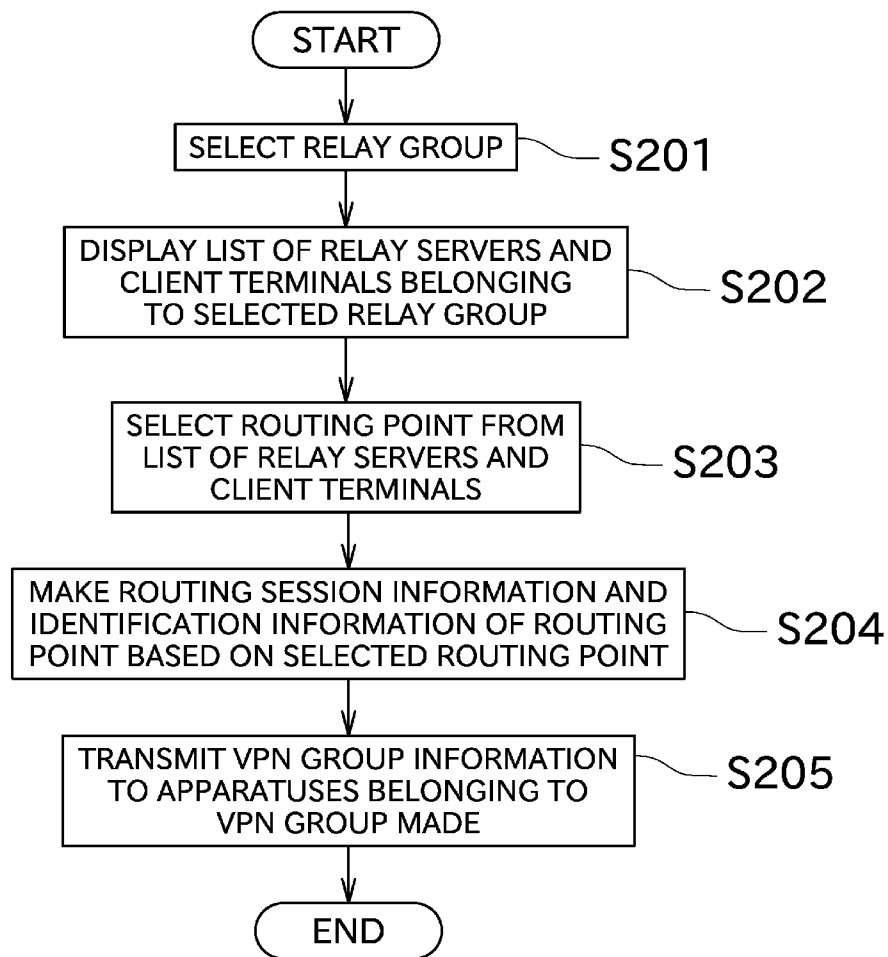 START
SELECT RELAY GROUP
S201
DISPLAY LIST OF RELAY SERVERS AND
CLIENT TERMINALS BELONGING
TO SELECTED RELAY GROUP
S202
SELECT ROUTING POINT FROM
LIST OF RELAY SERVERS AND
CLIENT TERMINALS
S203
MAKE ROUTING SESSION INFORMATION AND
IDENTIFICATION INFORMATION OF ROUTING
POINT BASED ON SELECTED ROUTING POINT
S204
TRANSMIT VPN GROUP INFORMATION
TO APPARATUSES BELONGING TO
VPN GROUP MADE
S205
END